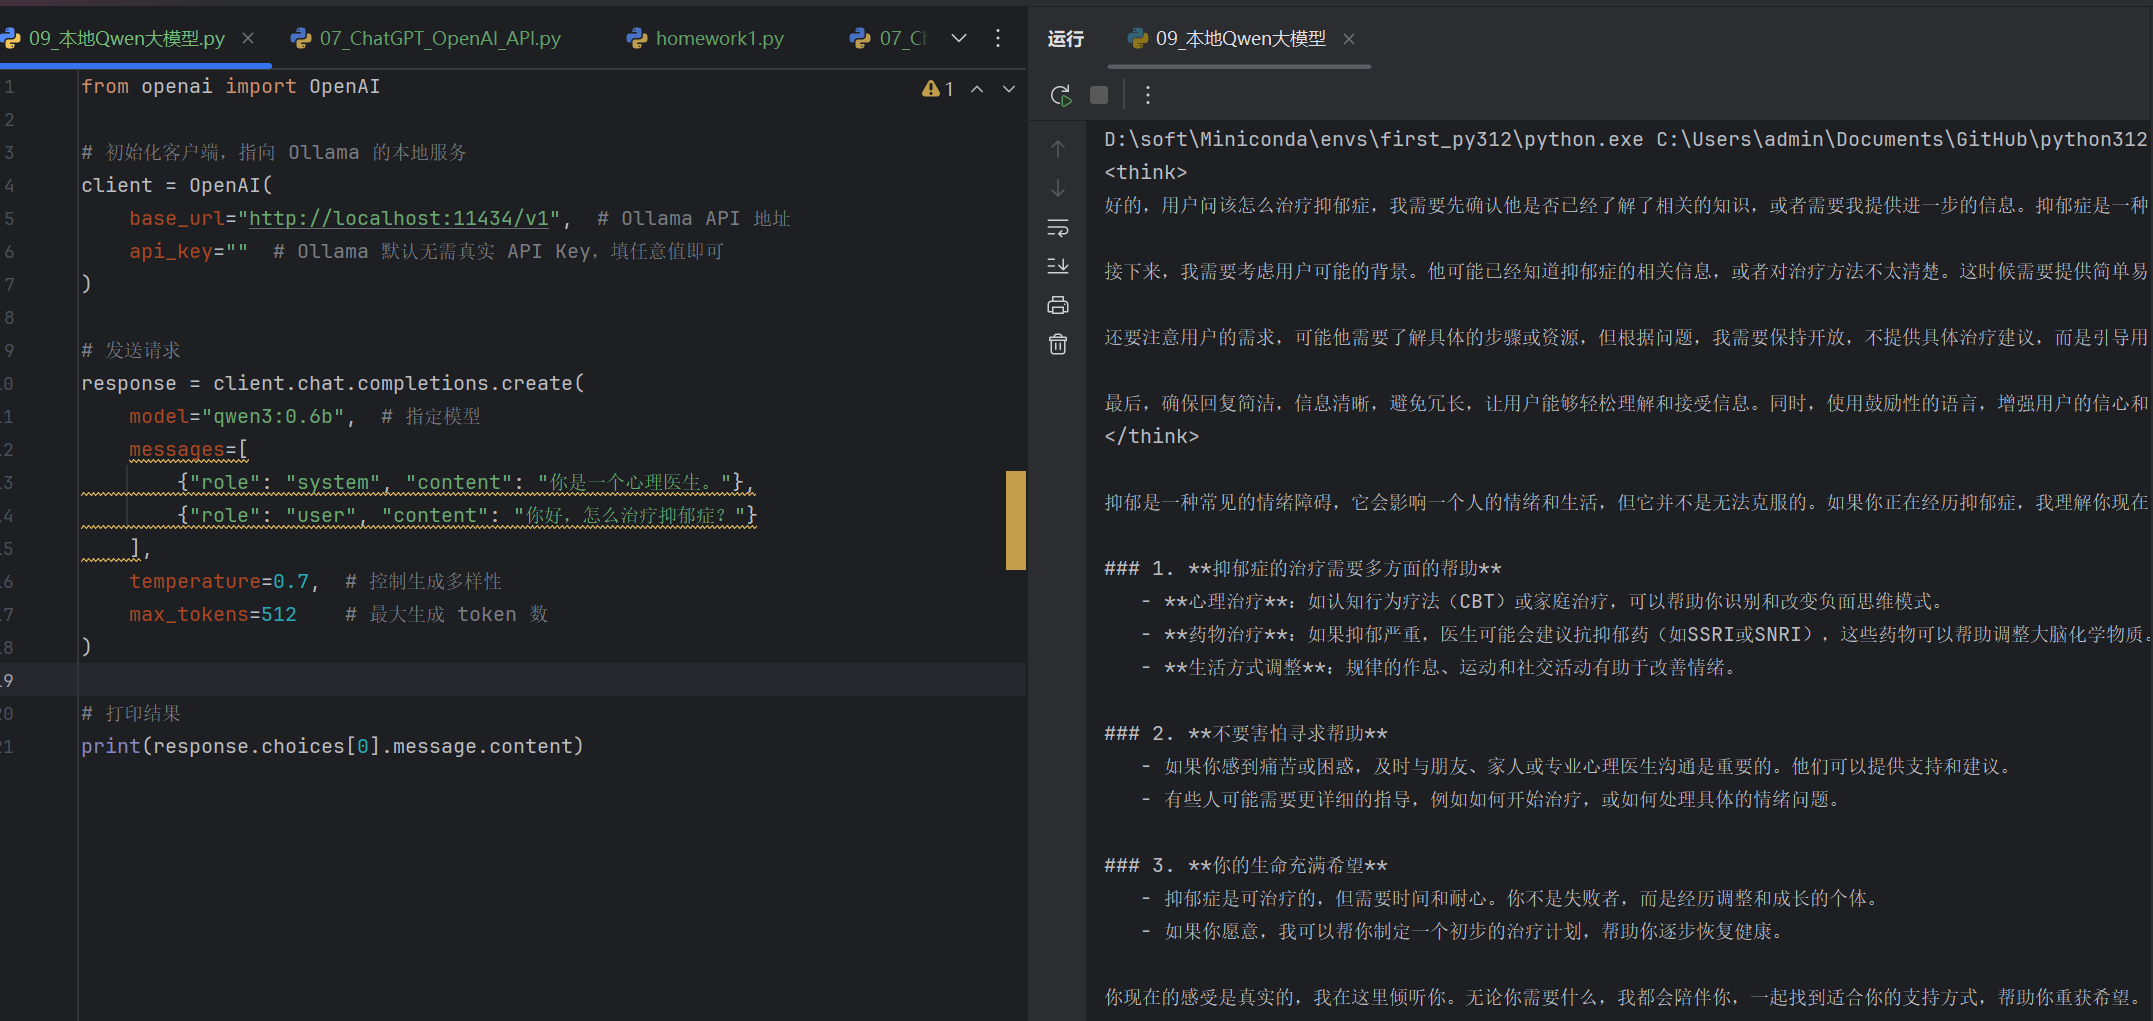 09_本地Qwen大模型.py
07_ChatGPT_OpenAI_API.py
homework1.py
07_Ch
运行
09_本地Qwen大模型
1 from openai import OpenAI
1
2
3 # 初始化客户端，指向 Ollama 的本地服务
4 client = OpenAI(
5     base_url="http://localhost:11434/v1",  # Ollama API 地址
6     api_key=""  # Ollama 默认无需真实 API Key，填任意值即可
7 )
8
9 # 发送请求
10 response = client.chat.completions.create(
11     model="qwen3:0.6b",  # 指定模型
12     messages=[
13         {"role": "system", "content": "你是一个心理医生。"},
14         {"role": "user", "content": "你好，怎么治疗抑郁症？"}
15     ],
16     temperature=0.7,  # 控制生成多样性
17     max_tokens=512    # 最大生成 token 数
18 )
19
20 # 打印结果
21 print(response.choices[0].message.content)
D:\soft\Miniconda\envs\first_py312\python.exe C:\Users\admin\Documents\GitHub\python312
<think>
好的，用户问该怎么治疗抑郁症，我需要先确认他是否已经了解了相关的知识，或者需要我提供进一步的信息。抑郁症是一种
接下来，我需要考虑用户可能的背景。他可能已经知道抑郁症的相关信息，或者对治疗方法不太清楚。这时候需要提供简单易
还要注意用户的需求，可能他需要了解具体的步骤或资源，但根据问题，我需要保持开放，不提供具体治疗建议，而是引导用
最后，确保回复简洁，信息清晰，避免冗长，让用户能够轻松理解和接受信息。同时，使用鼓励性的语言，增强用户的信心和
</think>
抑郁是一种常见的情绪障碍，它会影响一个人的情绪和生活，但它并不是无法克服的。如果你正在经历抑郁症，我理解你现在
### 1. **抑郁症的治疗需要多方面的帮助**
- **心理治疗**：如认知行为疗法（CBT）或家庭治疗，可以帮助你识别和改变负面思维模式。
- **药物治疗**：如果抑郁严重，医生可能会建议抗抑郁药（如SSRI或SNRI），这些药物可以帮助调整大脑化学物质。
- **生活方式调整**：规律的作息、运动和社交活动有助于改善情绪。
### 2. **不要害怕寻求帮助**
- 如果你感到痛苦或困惑，及时与朋友、家人或专业心理医生沟通是重要的。他们可以提供支持和建议。
- 有些人可能需要更详细的指导，例如如何开始治疗，或如何处理具体的情绪问题。
### 3. **你的生命充满希望**
- 抑郁症是可治疗的，但需要时间和耐心。你不是失败者，而是经历调整和成长的个体。
- 如果你愿意，我可以帮你制定一个初步的治疗计划，帮助你逐步恢复健康。
你现在的感受是真实的，我在这里倾听你。无论你需要什么，我都会陪伴你，一起找到适合你的支持方式，帮助你重获希望。